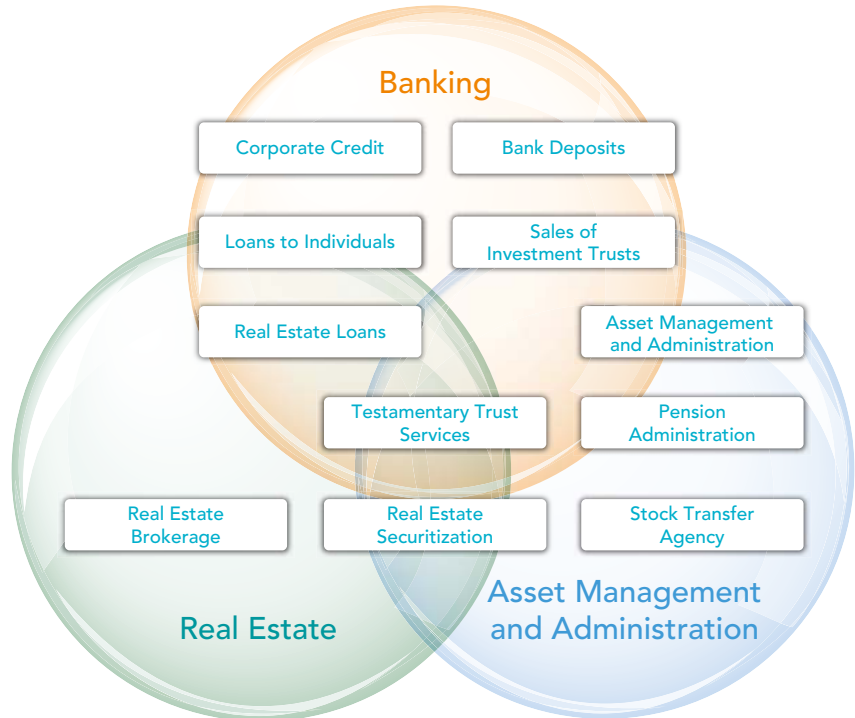 Banking
Corporate Credit
Bank Deposits
Loans to Individuals
Sales of
Investment Trusts
Real Estate Loans
Asset Management
and Administration
Testamentary Trust
Services
Pension
Administration
Real Estate
Brokerage
Real Estate
Securitization
Stock Transfer
Agency
Real Estate
Asset Management
and Administration